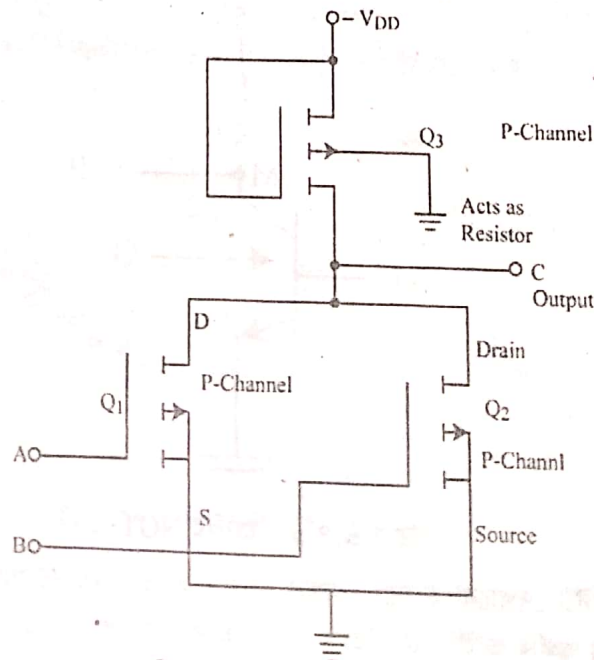 – VDD
Q3
P-Channel
Acts as
Resistor
C
Output
D
Drain
P-Channel
Q1
Q2
A
P-Channl
S
B
Source